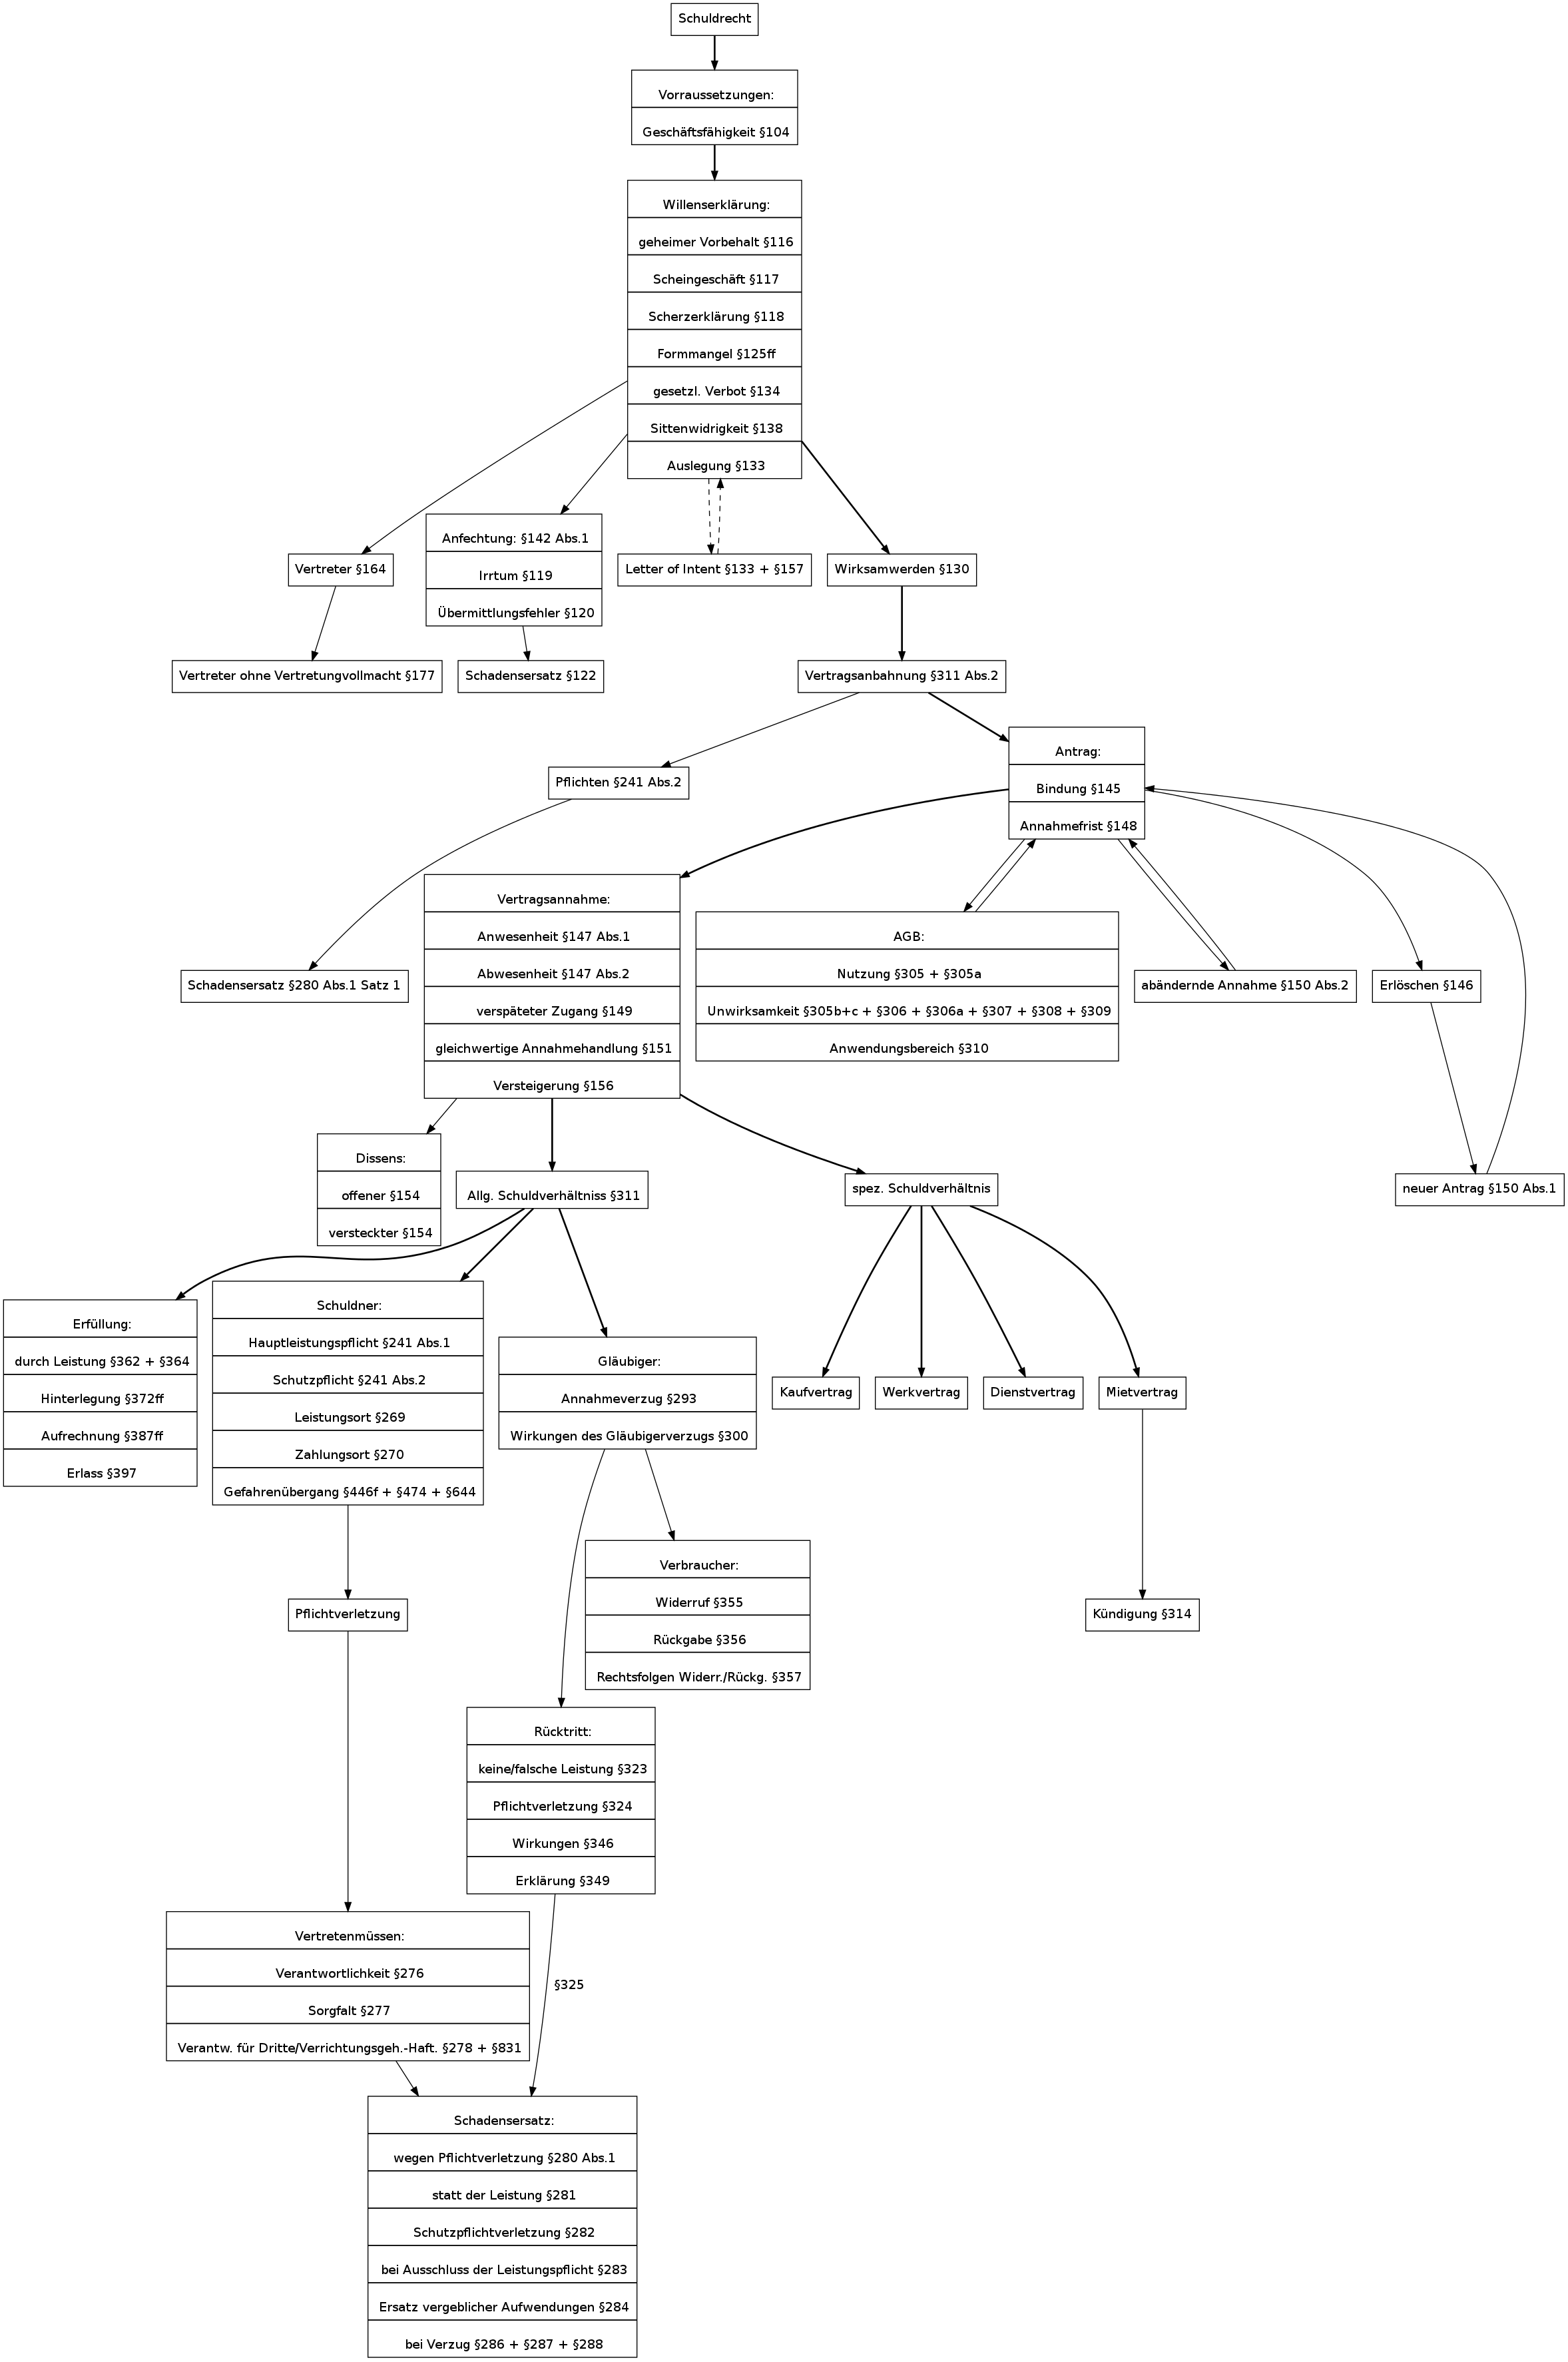 Schuldrecht
Vorraussetzungen:
Geschäftsfähigkeit §104
Willenserklärung:
geheimer Vorbehalt §116
Scheingeschäft §117
Scherzerklärung §118
Formmangel §125ff
gesetzl. Verbot §134
Sittenwidrigkeit §138
Auslegung §133
Vertreter §164
Anfechtung: §142 Abs.1
Irrtum §119
Übermittlungsfehler §120
Letter of Intent §133 + §157
Wirksamwerden §130
Vertreter ohne Vertretungvollmacht §177
Schadensersatz §122
Vertragsanbahnung §311 Abs.2
Pflichten §241 Abs.2
Antrag:
Bindung §145
Annahmefrist §148
Schadensersatz §280 Abs.1 Satz 1
Vertragsannahme:
Anwesenheit §147 Abs.1
Abwesenheit §147 Abs.2
verspäteter Zugang §149
gleichwertige Annahmehandlung §151
Versteigerung §156
AGB:
Nutzung §305 + §305a
Unwirksamkeit §305b+c + §306 + §306a + §307 + §308 + §309
Anwendungsbereich §310
abändernde Annahme §150 Abs.2
Erlöschen §146
Dissens:
offener §154
versteckter §154
Allg. Schuldverhältniss §311
spez. Schuldverhältnis
neuer Antrag §150 Abs.1
Erfüllung:
durch Leistung §362 + §364
Hinterlegung §372ff
Aufrechnung §387ff
Erlass §397
Schuldner:
Hauptleistungspflicht §241 Abs.1
Schutzpflicht §241 Abs.2
Leistungsort §269
Zahlungsort §270
Gefahrenübergang §446f + §474 + §644
Gläubiger:
Annahmeverzug §293
Wirkungen des Gläubigerverzugs §300
Kaufvertrag
Werkvertrag
Dienstvertrag
Mietvertrag
Pflichtverletzung
Verbraucher:
Widerruf §355
Rückgabe §356
Rechtsfolgen Widerr./Rückg. §357
Kündigung §314
Rücktritt:
keine/falsche Leistung §323
Pflichtverletzung §324
Wirkungen §346
Erklärung §349
Vertretenmüssen:
Verantwortlichkeit §276
Sorgfalt §277
Verantw. für Dritte/Verrichtungsgeh.-Haft. §278 + §831
§325
Schadensersatz:
wegen Pflichtverletzung §280 Abs.1
statt der Leistung §281
Schutzpflichtverletzung §282
bei Ausschluss der Leistungspflicht §283
Ersatz vergeblicher Aufwendungen §284
bei Verzug §286 + §287 + §288